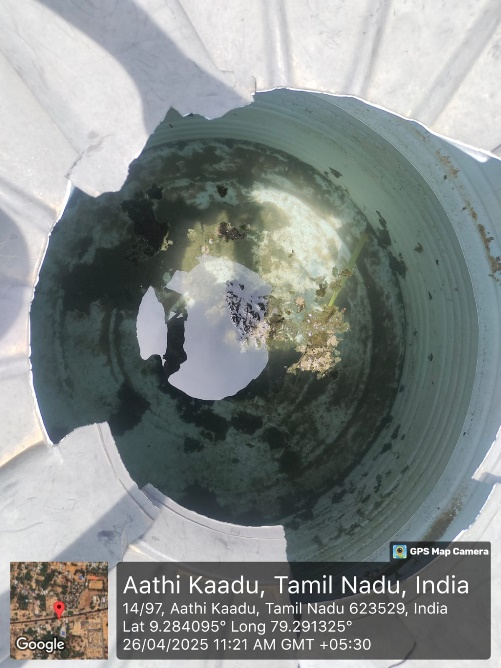 GPS Map Camera
Aathi Kaadu, Tamil Nadu, India
14/97, Aathi Kaadu, Tamil Nadu 623529, India
Lat 9.284095° Long 79.291325°
26/04/2025 11:21 AM GMT +05:30
Google